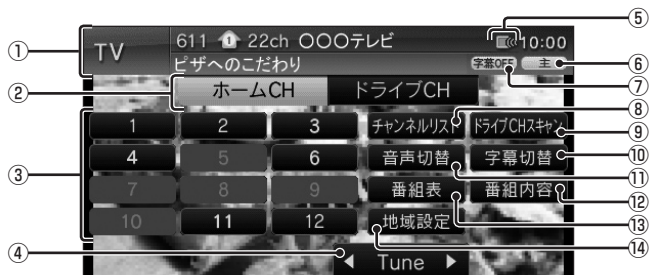 ① ⑤
TV 611 1 22ch 〇〇〇テレビ 10:00
ピザへのこだわり 字幕OFF 主 ⑥
⑦
② ホームCH ドライブCH
⑧
③ 1 2 3 チャンネルリスト ドライブCHスキャン ⑨
4 5 6 音声切替 字幕切替 ⑩
⑪
7 8 9 番組表 番組内容 ⑫
⑬
10 11 12 地域設定
⑭
④ ◀ Tune ▶